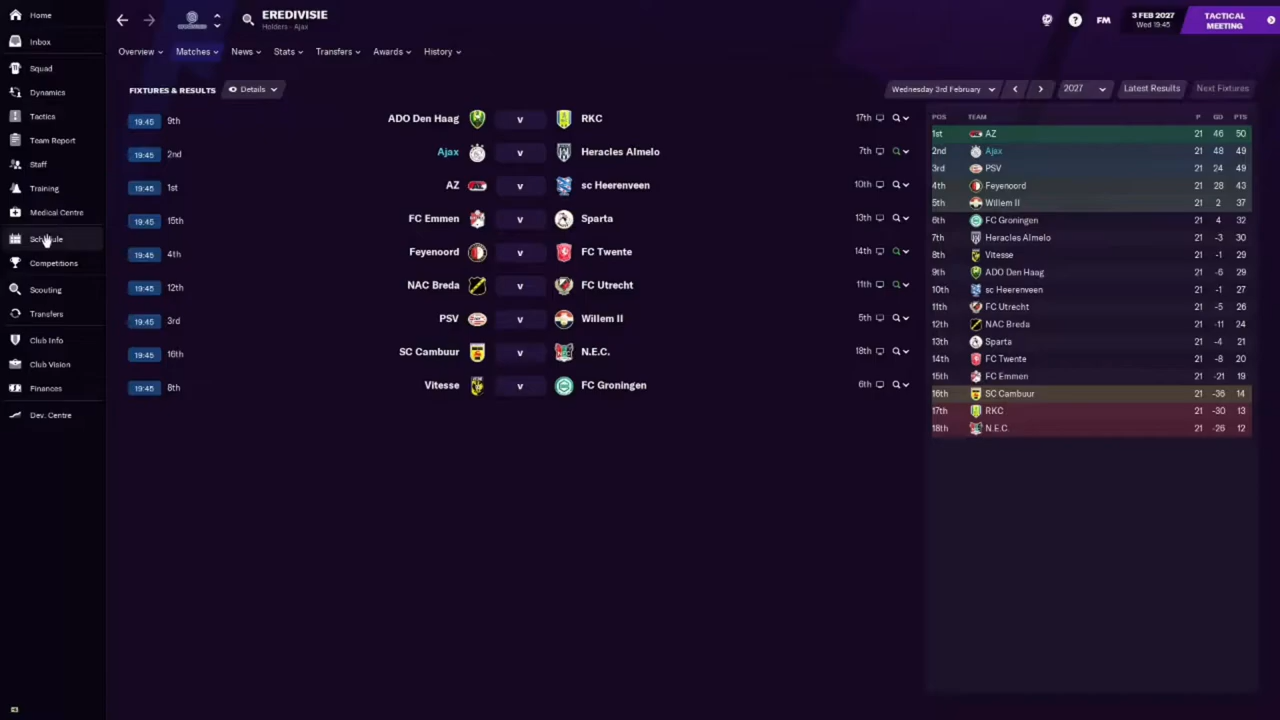 Home
EREDIVISIE
Holders - Ajax
FM
3 FEB 2027
Wed 19:45
TACTICAL MEETING
Inbox
Overview Matches News Stats Transfers Awards History
Squad
Dynamics
Tactics
Team Report
Staff
Training
Medical Centre
Schedule
Competitions
Scouting
Transfers
Club Info
Club Vision
Finances
Dev. Centre
FIXTURES & RESULTS Details Wednesday 3rd February 2027 Latest Results Next Fixtures
19:45 9th ADO Den Haag v RKC 17th
19:45 2nd Ajax v Heracles Almelo 7th
19:45 1st AZ v sc Heerenveen 10th
19:45 15th FC Emmen v Sparta 13th
19:45 4th Feyenoord v FC Twente 14th
19:45 12th NAC Breda v FC Utrecht 11th
19:45 3rd PSV v Willem II 5th
19:45 16th SC Cambuur v N.E.C. 18th
19:45 8th Vitesse v FC Groningen 6th
POS TEAM P GD PTS
1st AZ 21 46 50
2nd Ajax 21 48 49
3rd PSV 21 24 49
4th Feyenoord 21 28 43
5th Willem II 21 2 37
6th FC Groningen 21 4 32
7th Heracles Almelo 21 -3 30
8th Vitesse 21 -1 29
9th ADO Den Haag 21 -6 29
10th sc Heerenveen 21 -1 27
11th FC Utrecht 21 -5 26
12th NAC Breda 21 -11 24
13th Sparta 21 -4 21
14th FC Twente 21 -8 20
15th FC Emmen 21 -21 19
16th SC Cambuur 21 -36 14
17th RKC 21 -30 13
18th N.E.C. 21 -26 12